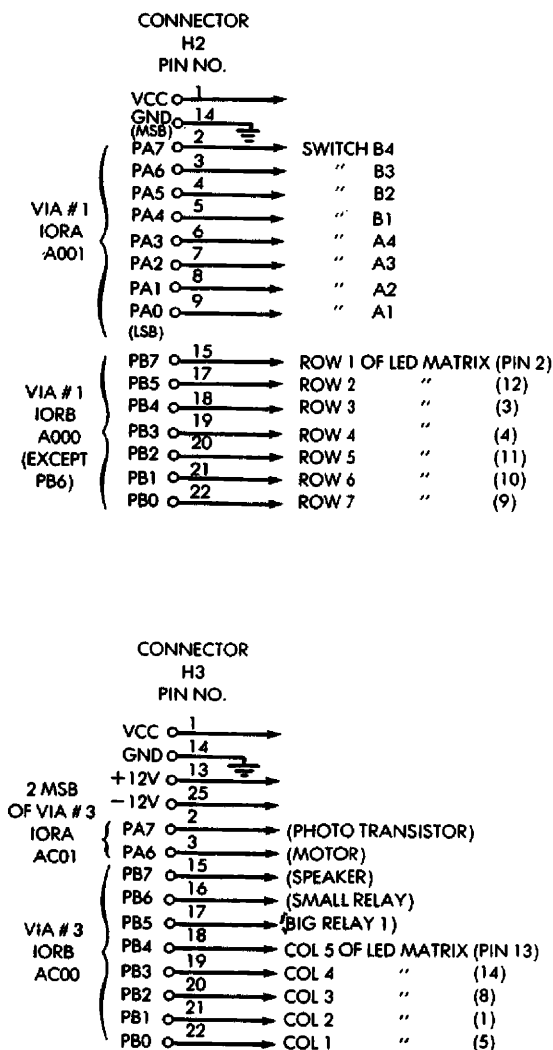 CONNECTOR
H2
PIN NO.
VCC 1
GND 14
(MSB)
PA7 2 SWITCH B4
PA6 3 " B3
PA5 4 " B2
PA4 5 " B1
VIA # 1
IORA
A001
PA3 6 " A4
PA2 7 " A3
PA1 8 " A2
PA0 9 " A1
(LSB)
PB7 15 ROW 1 OF LED MATRIX (PIN 2)
PB5 17 ROW 2 " (12)
PB4 18 ROW 3 " (3)
VIA # 1
IORB
A000
(EXCEPT
PB6)
PB3 19 ROW 4 " (4)
PB2 20 ROW 5 " (11)
PB1 21 ROW 6 " (10)
PB0 22 ROW 7 " (9)
CONNECTOR
H3
PIN NO.
VCC 1
GND 14
+12V 13
-12V 25
2 MSB
OF VIA # 3
IORA
AC01
PA7 2 (PHOTO TRANSISTOR)
PA6 3 (MOTOR)
PB7 15 (SPEAKER)
PB6 16 (SMALL RELAY)
PB5 17 (BIG RELAY 1)
VIA # 3
IORB
AC00
PB4 18 COL 5 OF LED MATRIX (PIN 13)
PB3 19 COL 4 " (14)
PB2 20 COL 3 " (8)
PB1 21 COL 2 " (1)
PB0 22 COL 1 " (5)